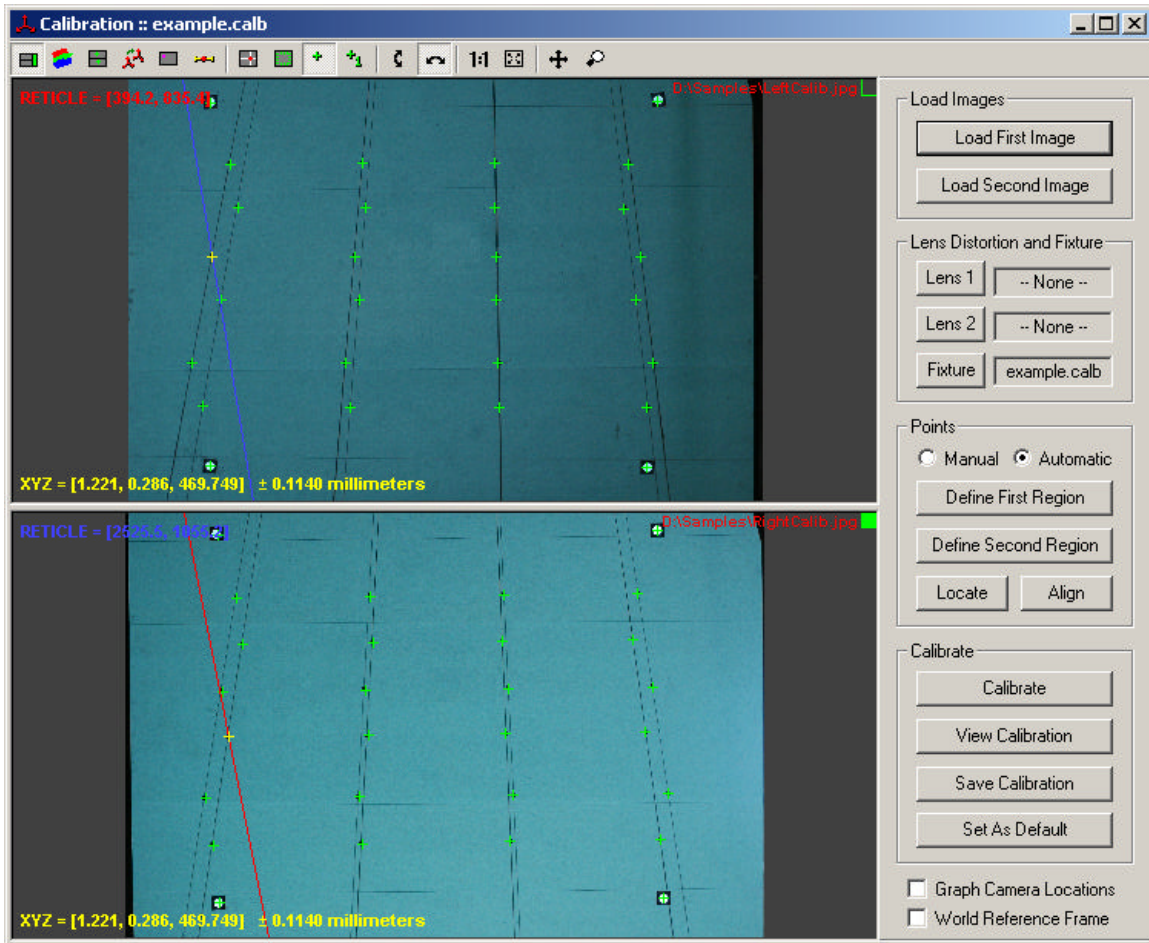 Calibration :: example.calb
1:1
RETICLE = [394.2, 835.4]
D:\Samples\LeftCalib.jpg
XYZ = [1.221, 0.286, 469.749] ± 0.1140 millimeters
D:\Samples\RightCalib.jpg
XYZ = [1.221, 0.286, 469.749] ± 0.1140 millimeters
Load Images
Load First Image
Load Second Image
Lens Distortion and Fixture
Lens 1
-- None --
Lens 2
-- None --
Fixture
example.calb
Points
Manual
Automatic
Define First Region
Define Second Region
Locate
Align
Calibrate
Calibrate
View Calibration
Save Calibration
Set As Default
Graph Camera Locations
World Reference Frame